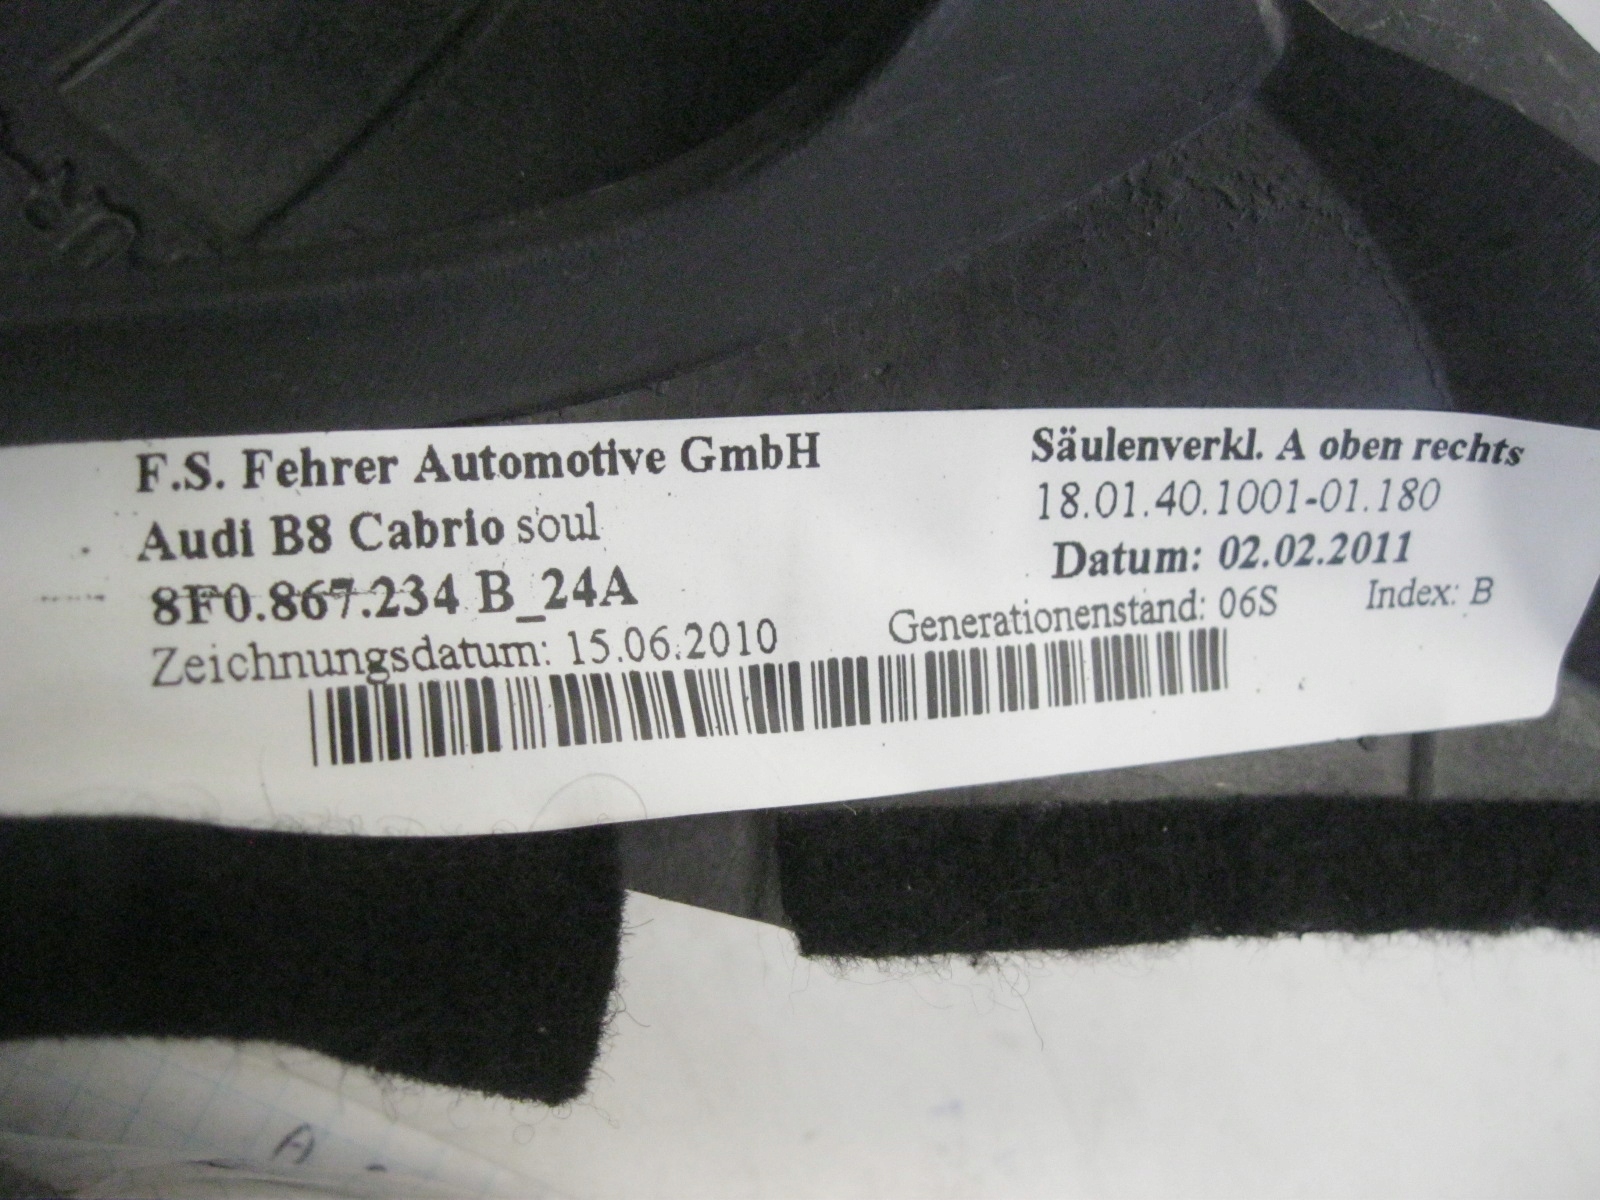 F.S. Fehrer Automotive GmbH
Audi B8 Cabrio soul
8F0.867.234 B_24A
Zeichnungsdatum: 15.06.2010
Säulenverkl. A oben rechts
18.01.40.1001-01.180
Datum: 02.02.2011
Generationenstand: 06S Index: B
A -